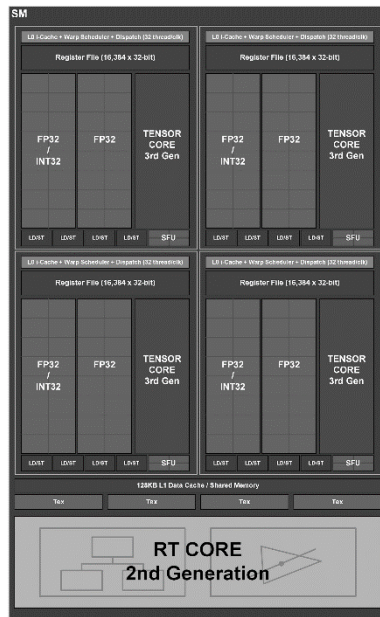 SM
L0 i-Cache + Warp Scheduler + Dispatch (32 thread/clk)
Register File (16,384 x 32-bit)
FP32
/
INT32
FP32
TENSOR
CORE
3rd Gen
LD/ST LD/ST LD/ST LD/ST SFU
L0 i-Cache + Warp Scheduler + Dispatch (32 thread/clk)
Register File (16,384 x 32-bit)
FP32
/
INT32
FP32
TENSOR
CORE
3rd Gen
LD/ST LD/ST LD/ST LD/ST SFU
L0 i-Cache + Warp Scheduler + Dispatch (32 thread/clk)
Register File (16,384 x 32-bit)
FP32
/
INT32
FP32
TENSOR
CORE
3rd Gen
LD/ST LD/ST LD/ST LD/ST SFU
L0 i-Cache + Warp Scheduler + Dispatch (32 thread/clk)
Register File (16,384 x 32-bit)
FP32
/
INT32
FP32
TENSOR
CORE
3rd Gen
LD/ST LD/ST LD/ST LD/ST SFU
128KB L1 Data Cache / Shared Memory
Tex Tex Tex Tex
RT CORE
2nd Generation